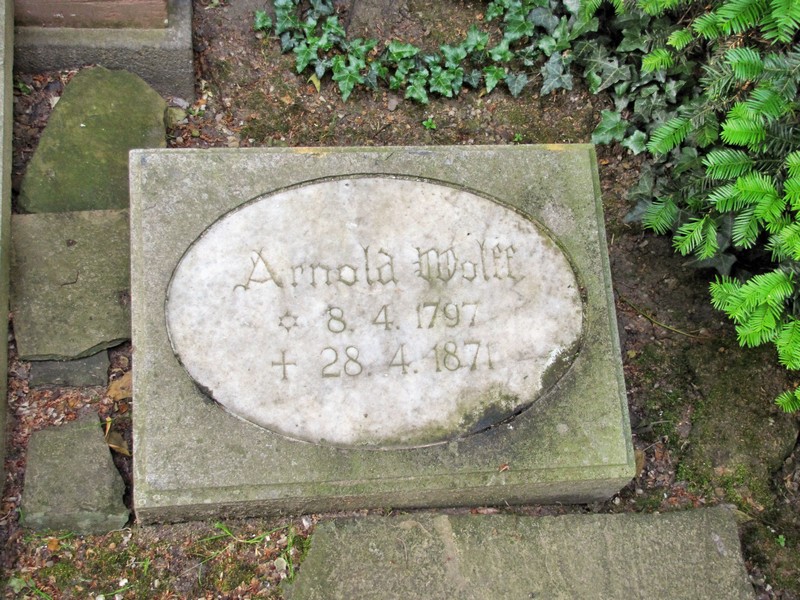 Arnold Wolff
✡ 8. 4. 1797
+ 28. 4. 1871